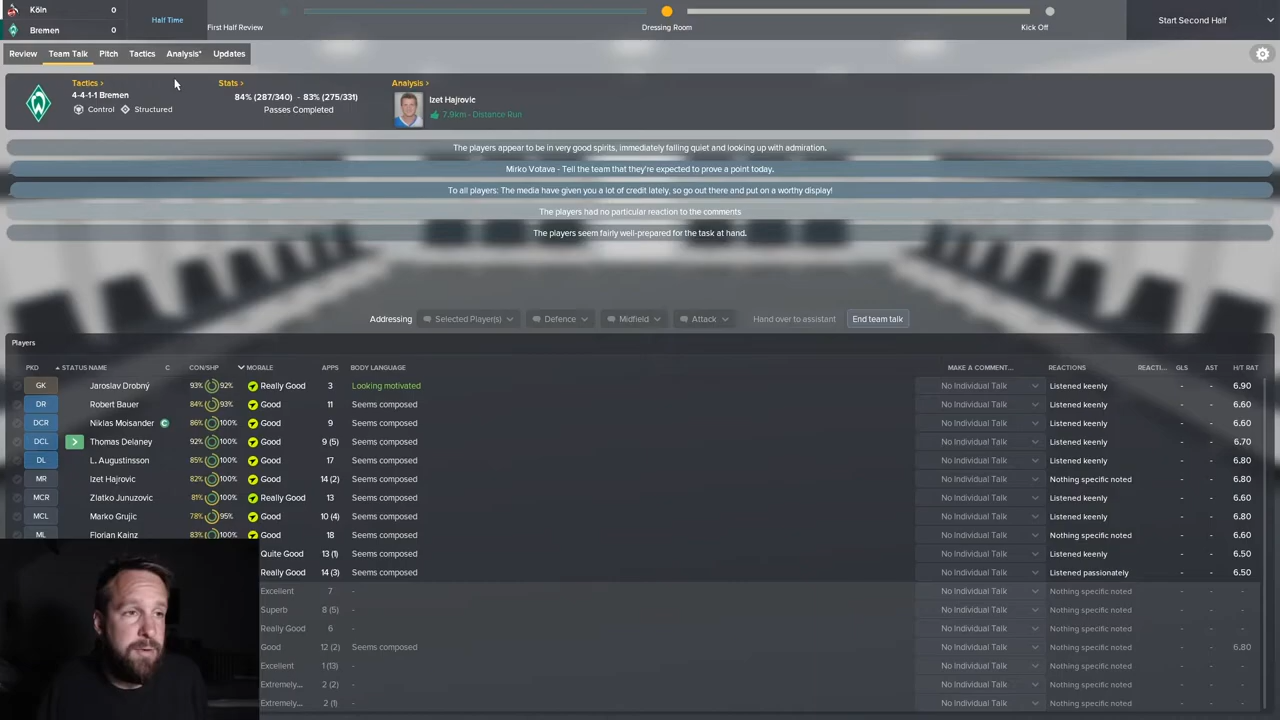 Köln 0
Bremen 0
Half Time
First Half Review
Dressing Room
Kick Off
Start Second Half
Review Team Talk Pitch Tactics Analysis* Updates
Tactics >
4-4-1-1 Bremen
Control Structured
Stats >
84% (287/340) - 83% (275/331)
Passes Completed
Analysis >
Izet Hajrovic
7.9km - Distance Run
The players appear to be in very good spirits, immediately falling quiet and looking up with admiration.
Mirko Votava - Tell the team that they're expected to prove a point today.
To all players: The media have given you a lot of credit lately, so go out there and put on a worthy display!
The players had no particular reaction to the comments
The players seem fairly well-prepared for the task at hand.
Addressing Selected Player(s) Defence Midfield Attack Hand over to assistant End team talk
Players
PKD STATUS NAME C CON/SHP MORALE APPS BODY LANGUAGE MAKE A COMMENT... REACTIONS REACTI... GLS AST H/T RAT
GK Jaroslav Drobný 93% 92% Really Good 3 Looking motivated No Individual Talk Listened keenly - - 6.90
DR Robert Bauer 84% 93% Good 11 Seems composed No Individual Talk Listened keenly - - 6.60
DCR Niklas Moisander C 86% 100% Good 9 Seems composed No Individual Talk Listened keenly - - 6.60
DCL Thomas Delaney 92% 100% Good 9 (5) Seems composed No Individual Talk Listened keenly - - 6.70
DL L. Augustinsson 85% 100% Good 17 Seems composed No Individual Talk Listened keenly - - 6.80
MR Izet Hajrovic 82% 100% Good 14 (2) Seems composed No Individual Talk Nothing specific noted - - 6.80
MCR Zlatko Junuzovic 81% 100% Really Good 13 Seems composed No Individual Talk Listened keenly - - 6.60
MCL Marko Grujic 78% 95% Good 10 (4) Seems composed No Individual Talk Listened keenly - - 6.80
ML Florian Kainz 83% 100% Good 18 Seems composed No Individual Talk Nothing specific noted - - 6.60
Quite Good 13 (1) Seems composed No Individual Talk Listened keenly - - 6.50
Really Good 14 (3) Seems composed No Individual Talk Listened passionately - - 6.50
Excellent 7 - No Individual Talk Nothing specific noted - - -
Superb 8 (5) - No Individual Talk Nothing specific noted - - -
Really Good 6 - No Individual Talk Nothing specific noted - - -
Good 12 (2) Seems composed No Individual Talk Nothing specific noted - - 6.80
Excellent 1 (13) - No Individual Talk Nothing specific noted - - -
Extremely... 2 (2) - No Individual Talk Nothing specific noted - - -
Extremely... 2 (1) - No Individual Talk Nothing specific noted - - -